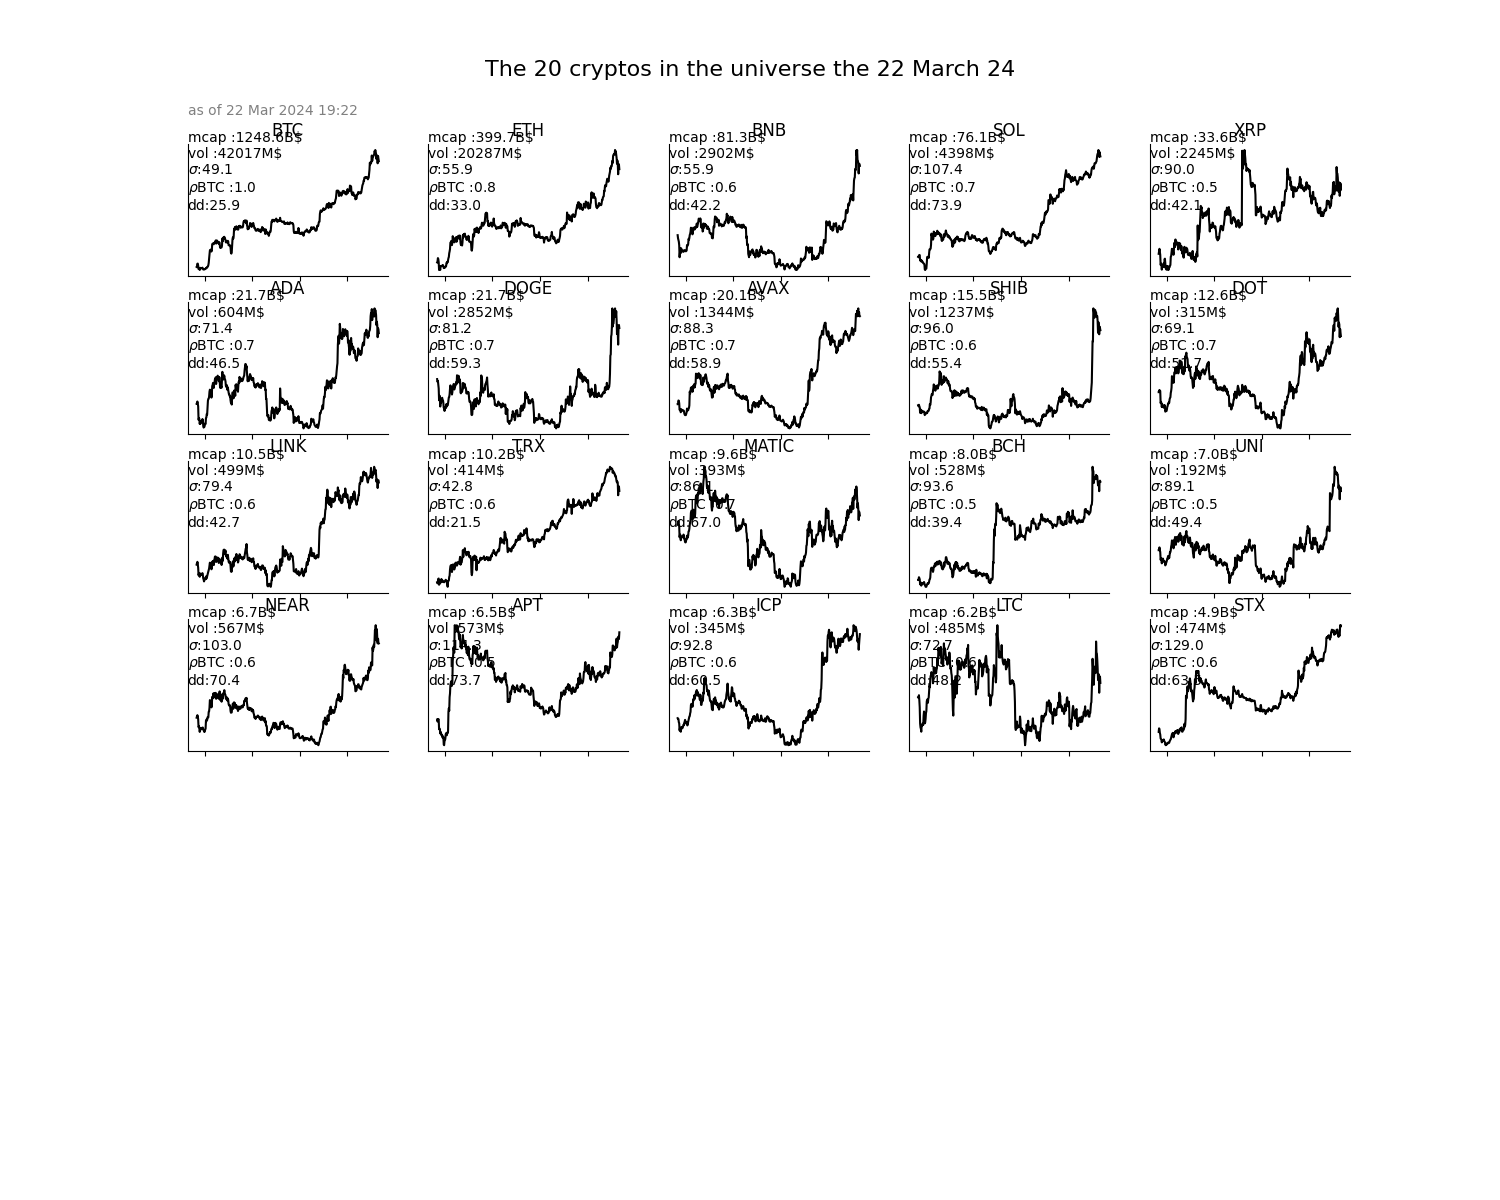 The 20 cryptos in the universe the 22 March 24
as of 22 Mar 2024 19:22
BTC
mcap :1248.6B$
vol :42017M$
σ:49.1
ρBTC :1.0
dd:25.9
ETH
mcap :399.7B$
vol :20287M$
σ:55.9
ρBTC :0.8
dd:33.0
BNB
mcap :81.3B$
vol :2902M$
σ:55.9
ρBTC :0.6
dd:42.2
SOL
mcap :76.1B$
vol :4398M$
σ:107.4
ρBTC :0.7
dd:73.9
XRP
mcap :33.6B$
vol :2245M$
σ:90.0
ρBTC :0.5
dd:42.1
ADA
mcap :21.7B$
vol :604M$
σ:71.4
ρBTC :0.7
dd:46.5
DOGE
mcap :21.7B$
vol :2852M$
σ:81.2
ρBTC :0.7
dd:59.3
AVAX
mcap :20.1B$
vol :1344M$
σ:88.3
ρBTC :0.7
dd:58.9
SHIB
mcap :15.5B$
vol :1237M$
σ:96.0
ρBTC :0.6
dd:55.4
DOT
mcap :12.6B$
vol :315M$
σ:69.1
ρBTC :0.7
LINK
mcap :10.5B$
vol :499M$
σ:79.4
ρBTC :0.6
dd:42.7
TRX
mcap :10.2B$
vol :414M$
σ:42.8
ρBTC :0.6
dd:21.5
MATIC
mcap :9.6B$
vol :393M$
ρBTC :0.7
dd:67.0
BCH
mcap :8.0B$
vol :528M$
σ:93.6
ρBTC :0.5
dd:39.4
UNI
mcap :7.0B$
vol :192M$
σ:89.1
ρBTC :0.5
dd:49.4
NEAR
mcap :6.7B$
vol :567M$
σ:103.0
ρBTC :0.6
dd:70.4
APT
mcap :6.5B$
vol :573M$
ρBTC :0.5
dd:73.7
ICP
mcap :6.3B$
vol :345M$
σ:92.8
ρBTC :0.6
dd:60.5
LTC
mcap :6.2B$
vol :485M$
σ:72.7
ρBTC :0.6
dd:48.2
STX
mcap :4.9B$
vol :474M$
σ:129.0
ρBTC :0.6